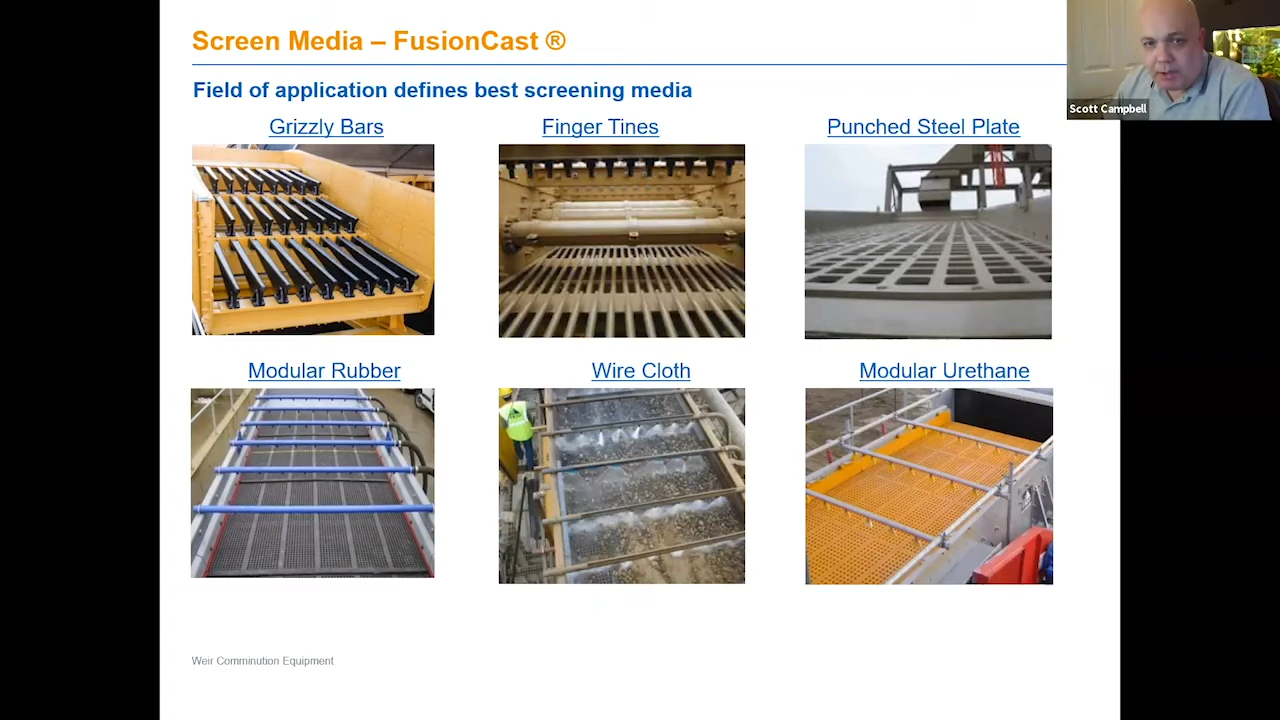 Screen Media – FusionCast ®
Scott Campbell
Field of application defines best screening media
Grizzly Bars
Finger Tines
Punched Steel Plate
Modular Rubber
Wire Cloth
Modular Urethane
Weir Comminution Equipment